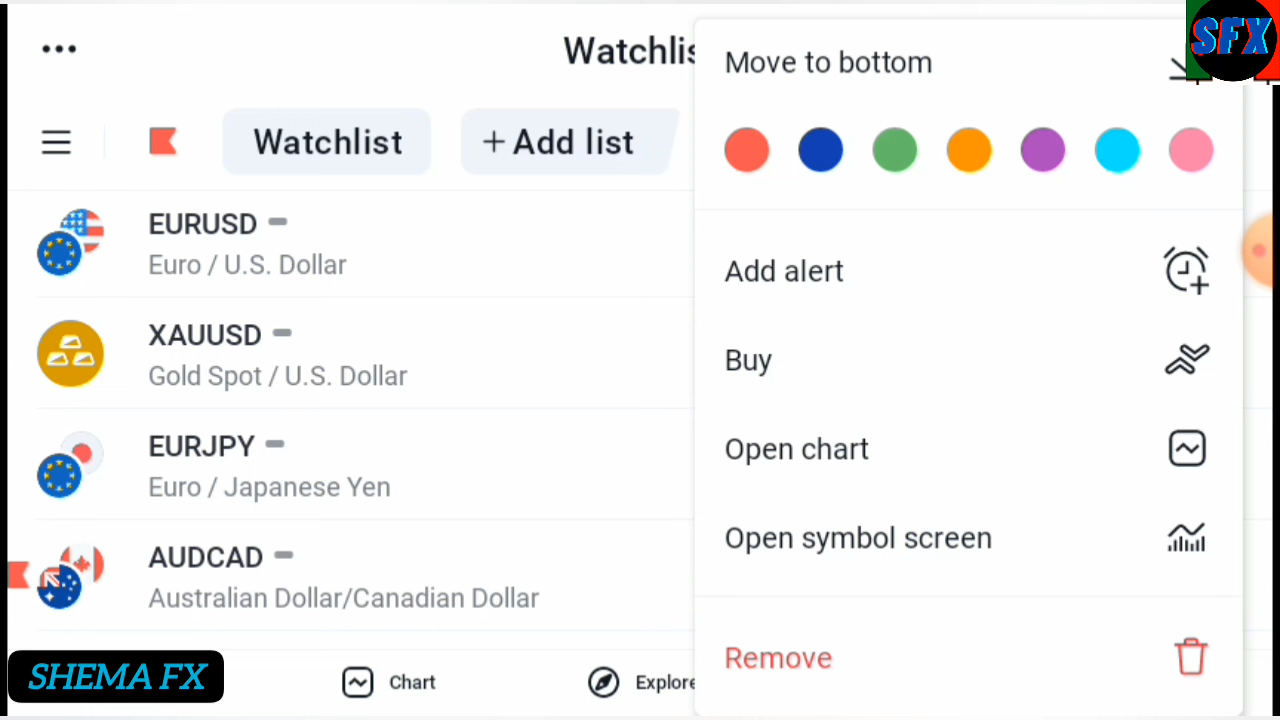 Watchlis
Watchlist
+ Add list
EURUSD
Euro / U.S. Dollar
XAUUSD
Gold Spot / U.S. Dollar
EURJPY
Euro / Japanese Yen
AUDCAD
Australian Dollar/Canadian Dollar
Chart
Explore
Move to bottom
Add alert
Buy
Open chart
Open symbol screen
Remove
SFX
SHEMA FX